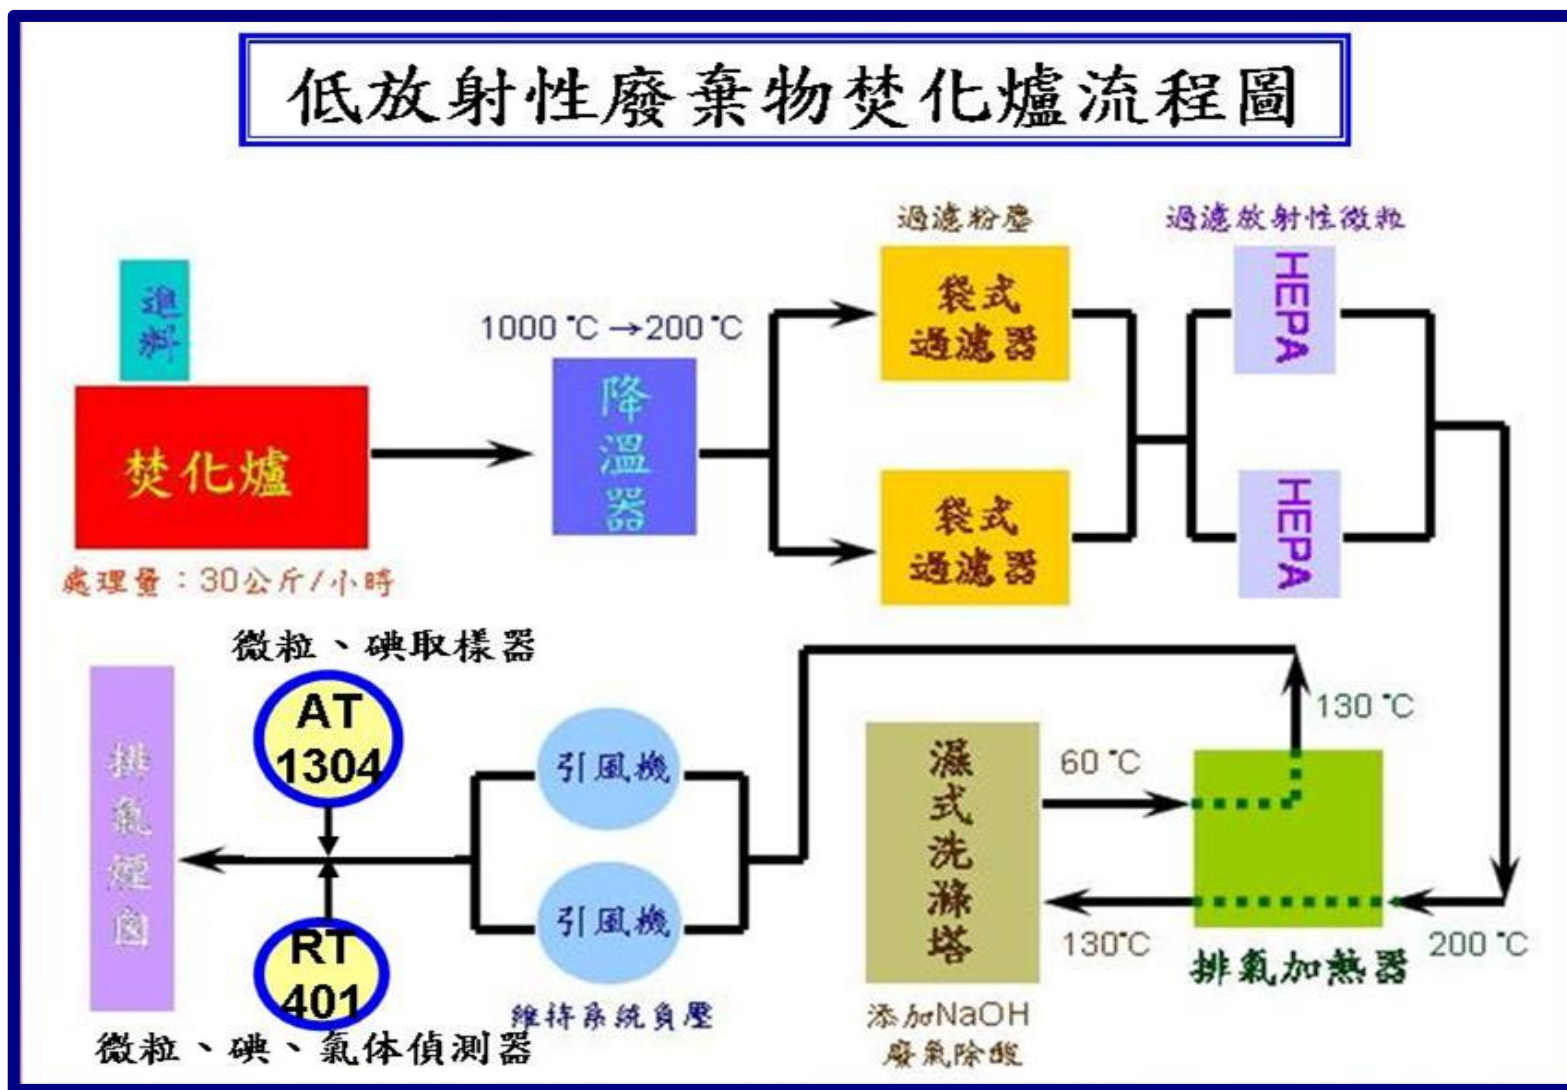 低放射性廢棄物焚化爐流程圖
過濾粉塵
過濾放射性微粒
進料
1000℃→200℃
袋式
過濾器
HEPA
焚化爐
降溫器
袋式
過濾器
HEPA
處理量：30公斤/小時
微粒、碘取樣器
AT
1304
排氣煙囪
引風機
濕式洗滌塔
60℃
130℃
引風機
RT
401
130℃
200℃
排氣加熱器
維持系統負壓
添加NaOH
廢氣除酸
微粒、碘、氣体偵測器